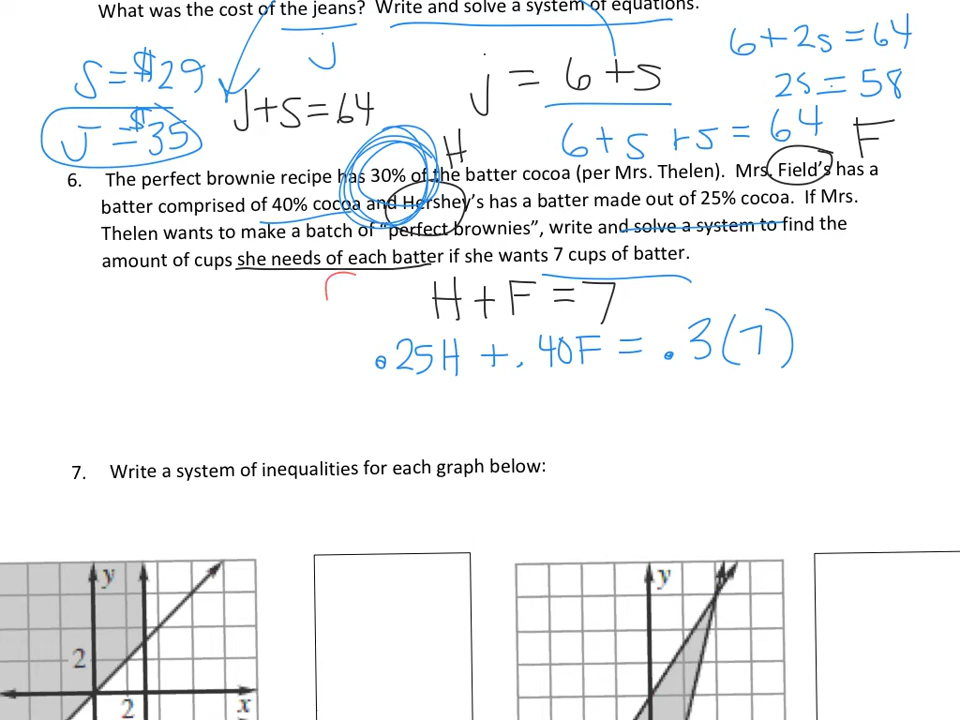 What was the cost of the jeans? Write and solve a system of equations.
j
S = $29
J = $35
J+S=64
j = 6+s
6+s+s = 64
6+2s=64
2s=58
H
F
6. The perfect brownie recipe has 30% of the batter cocoa (per Mrs. Thelen). Mrs. Field's has a
batter comprised of 40% cocoa and Hershey's has a batter made out of 25% cocoa. If Mrs.
Thelen wants to make a batch of "perfect brownies", write and solve a system to find the
amount of cups she needs of each batter if she wants 7 cups of batter.
H+F=7
.25H + .40F = .3(7)
7. Write a system of inequalities for each graph below:
y
2
2
x
y